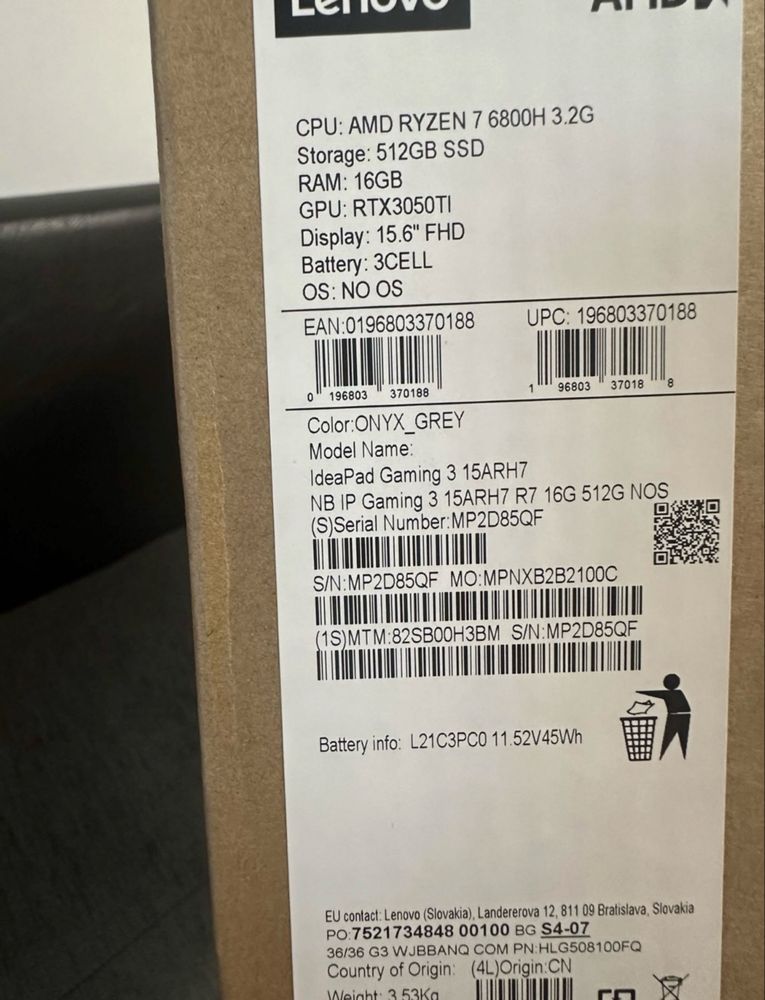 Lenovo
AMD
CPU: AMD RYZEN 7 6800H 3.2G
Storage: 512GB SSD
RAM: 16GB
GPU: RTX3050TI
Display: 15.6" FHD
Battery: 3CELL
OS: NO OS
EAN:0196803370188 UPC: 196803370188
0 196803 370188 1 96803 37018 8
Color:ONYX_GREY
Model Name:
IdeaPad Gaming 3 15ARH7
NB IP Gaming 3 15ARH7 R7 16G 512G NOS
(S)Serial Number:MP2D85QF
S/N:MP2D85QF MO:MPNXB2B2100C
(1S)MTM:82SB00H3BM S/N:MP2D85QF
Battery info: L21C3PC0 11.52V45Wh
EU contact: Lenovo (Slovakia), Landererova 12, 811 09 Bratislava, Slovakia
PO:7521734848 00100 BG S4-07
36/36 G3 WJBBANQ COM PN:HLG508100FQ
Country of Origin: (4L)Origin:CN
Weight: 3.53Kg